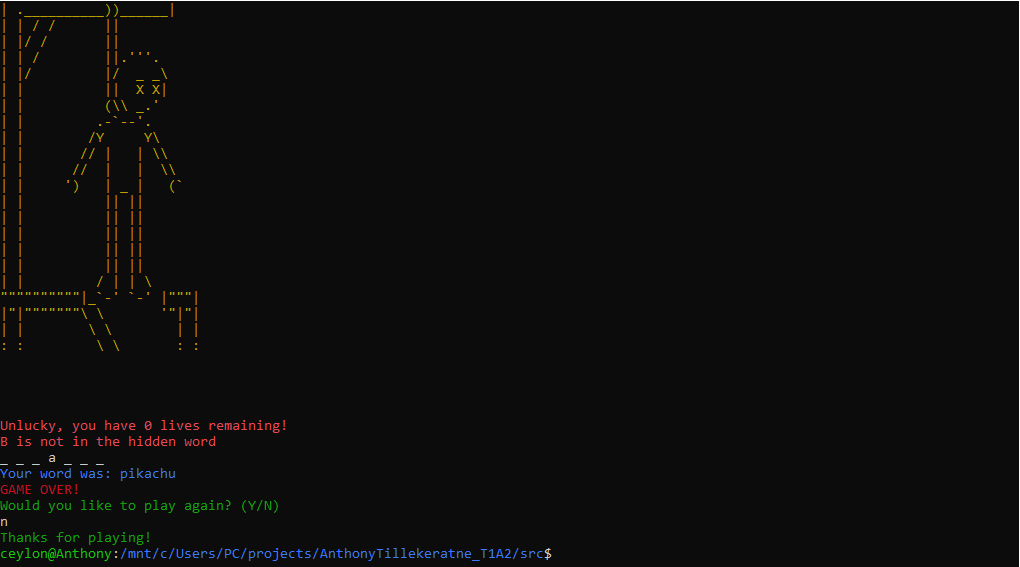 Unlucky, you have 0 lives remaining!
B is not in the hidden word
_ _ _ a _ _ _
Your word was: pikachu
GAME OVER!
Would you like to play again? (Y/N)
n
Thanks for playing!
ceylon@Anthony:/mnt/c/Users/PC/projects/AnthonyTillekeratne_T1A2/src$